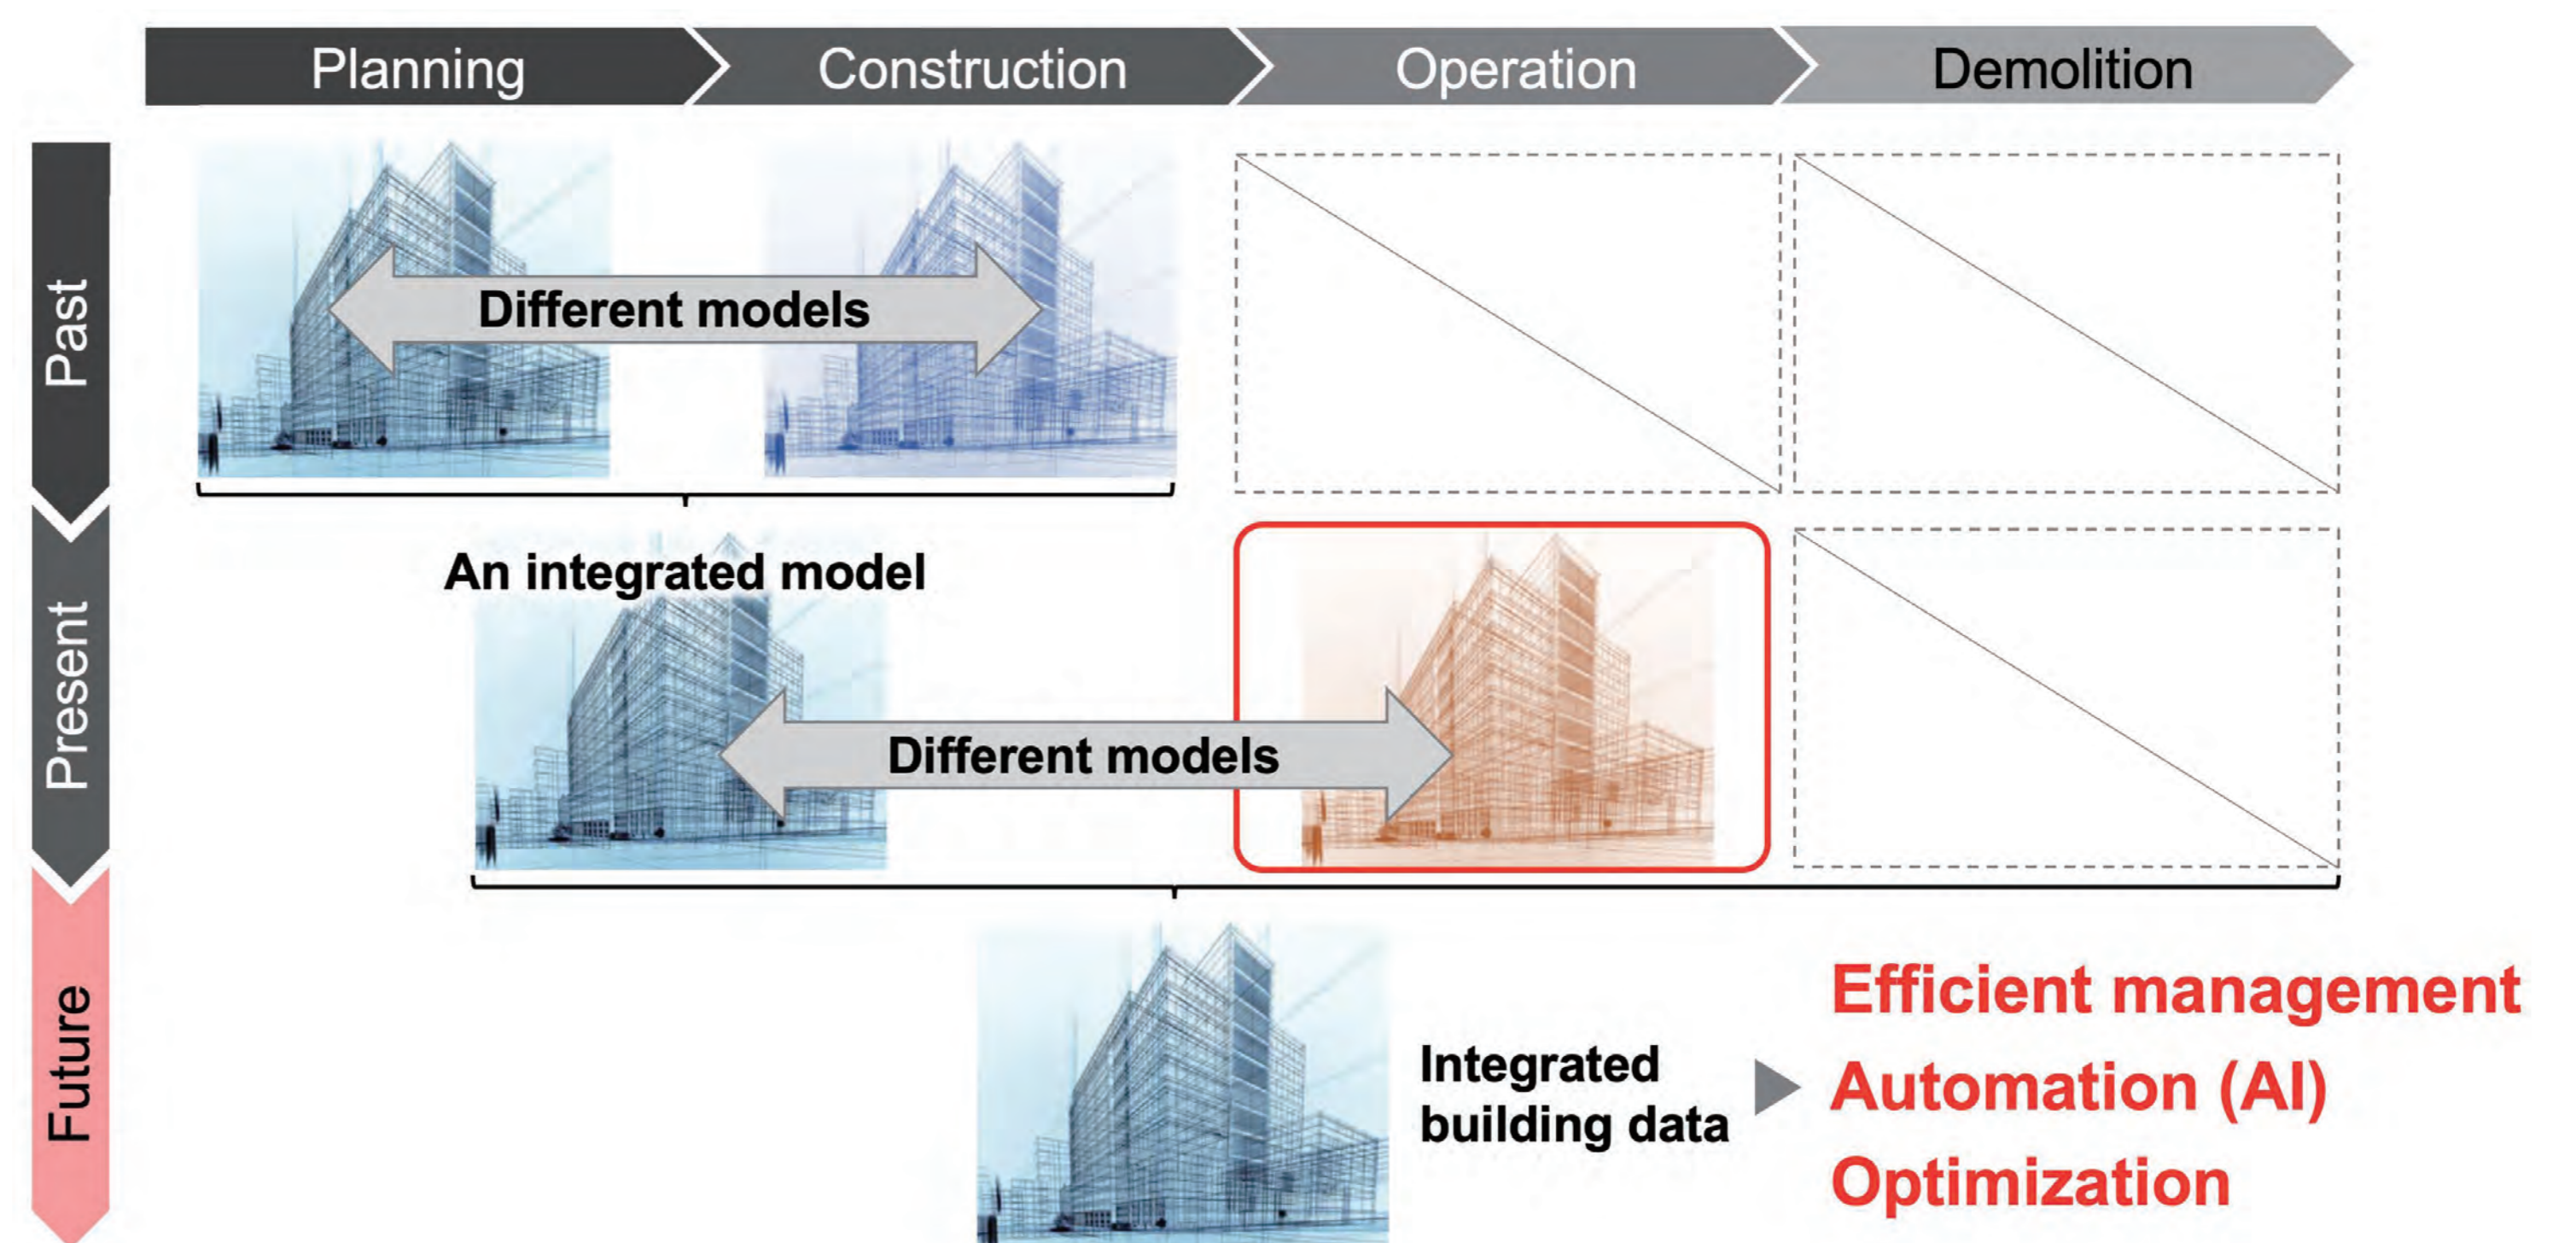 Planning
Construction
Operation
Demolition
Past
Different models
Present
An integrated model
Different models
Future
Integrated
building data
Efficient management
Automation (AI)
Optimization